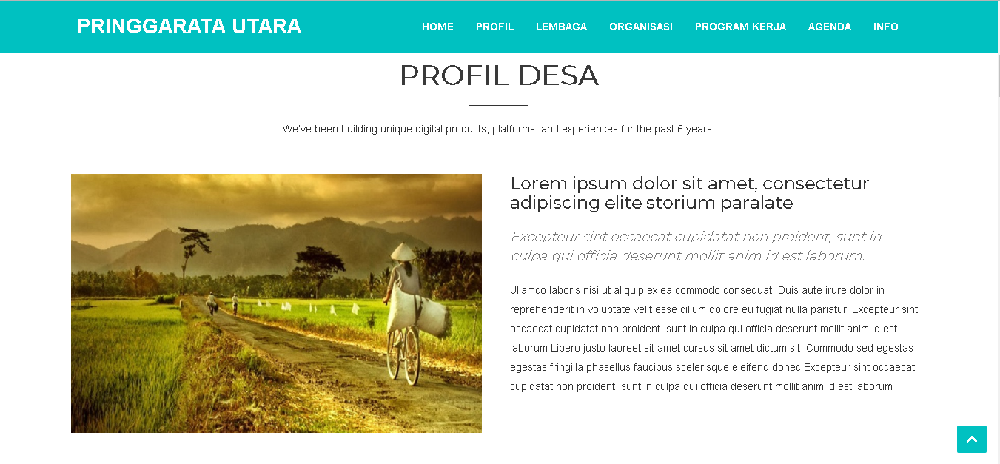 PRINGGARATA UTARA
HOME PROFIL LEMBAGA ORGANISASI PROGRAM KERJA AGENDA INFO
PROFIL DESA
We've been building unique digital products, platforms, and experiences for the past 6 years.
Lorem ipsum dolor sit amet, consectetur
adipiscing elite storium paralate
Excepteur sint occaecat cupidatat non proident, sunt in
culpa qui officia deserunt mollit anim id est laborum.
Ullamco laboris nisi ut aliquip ex ea commodo consequat. Duis aute irure dolor in
reprehenderit in voluptate velit esse cillum dolore eu fugiat nulla pariatur. Excepteur sint
occaecat cupidatat non proident, sunt in culpa qui officia deserunt mollit anim id est
laborum Libero justo laoreet sit amet cursus sit amet dictum sit. Commodo sed egestas
egestas fringilla phasellus faucibus scelerisque eleifend donec Excepteur sint occaecat
cupidatat non proident, sunt in culpa qui officia deserunt mollit anim id est laborum